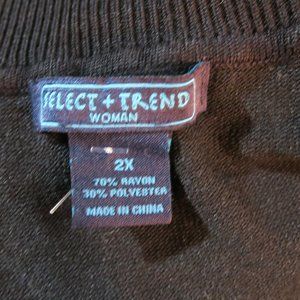 SELECT + TREND
WOMAN
2X
70% RAYON
30% POLYESTER
MADE IN CHINA